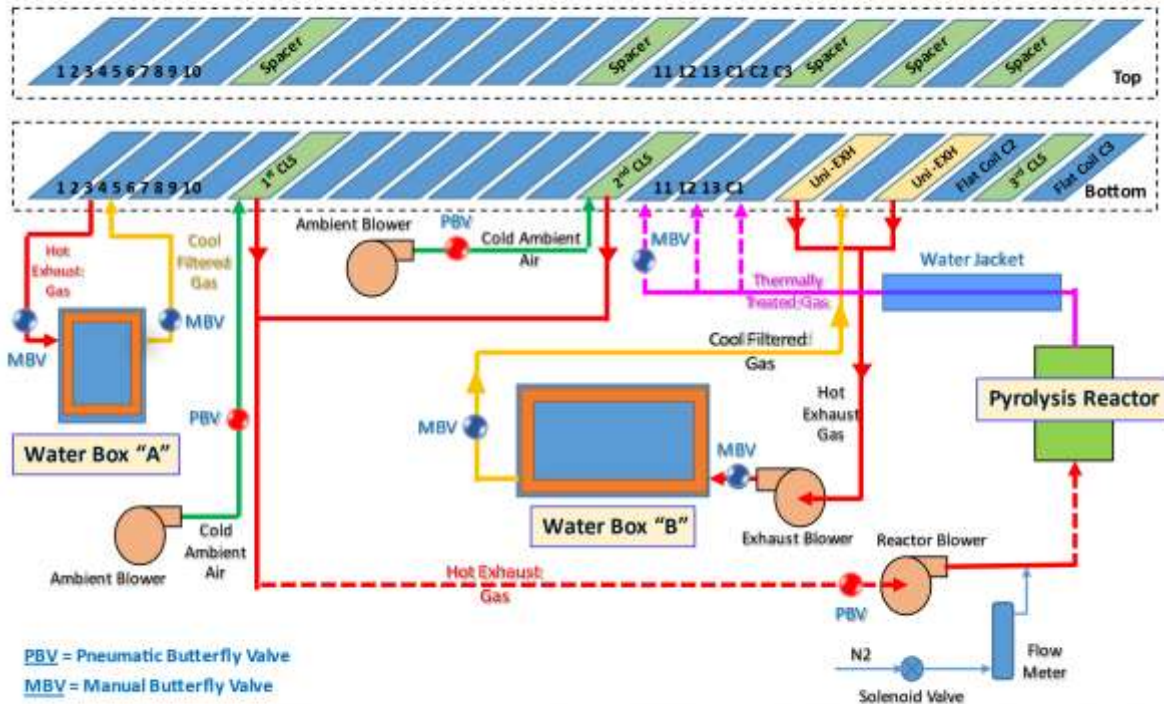 Spacer Spacer Spacer Spacer Spacer
1 2 3 4 5 6 7 8 9 10 11 12 13 C1 C2 C3
Top
1st CLS 2nd CLS Uni-EXH Uni-EXH Flat Coil C2 3rd CLS Flat Coil C3
1 2 3 4 5 6 7 8 9 10 11 12 13 C1
Bottom
Hot
Exhaust
Gas
Cool
Filtered
Gas
MBV
MBV
Water Box "A"
Ambient Blower
PBV
Cold Ambient
Air
MBV
Thermally
Treated Gas
Water Jacket
Cool Filtered
Gas
Hot
Exhaust
Gas
Pyrolysis Reactor
PBV
MBV
MBV
Water Box "B"
Exhaust Blower
Reactor Blower
Ambient Blower
Cold
Ambient
Air
Hot Exhaust
Gas
PBV
N2
Solenoid Valve
Flow
Meter
PBV = Pneumatic Butterfly Valve
MBV = Manual Butterfly Valve